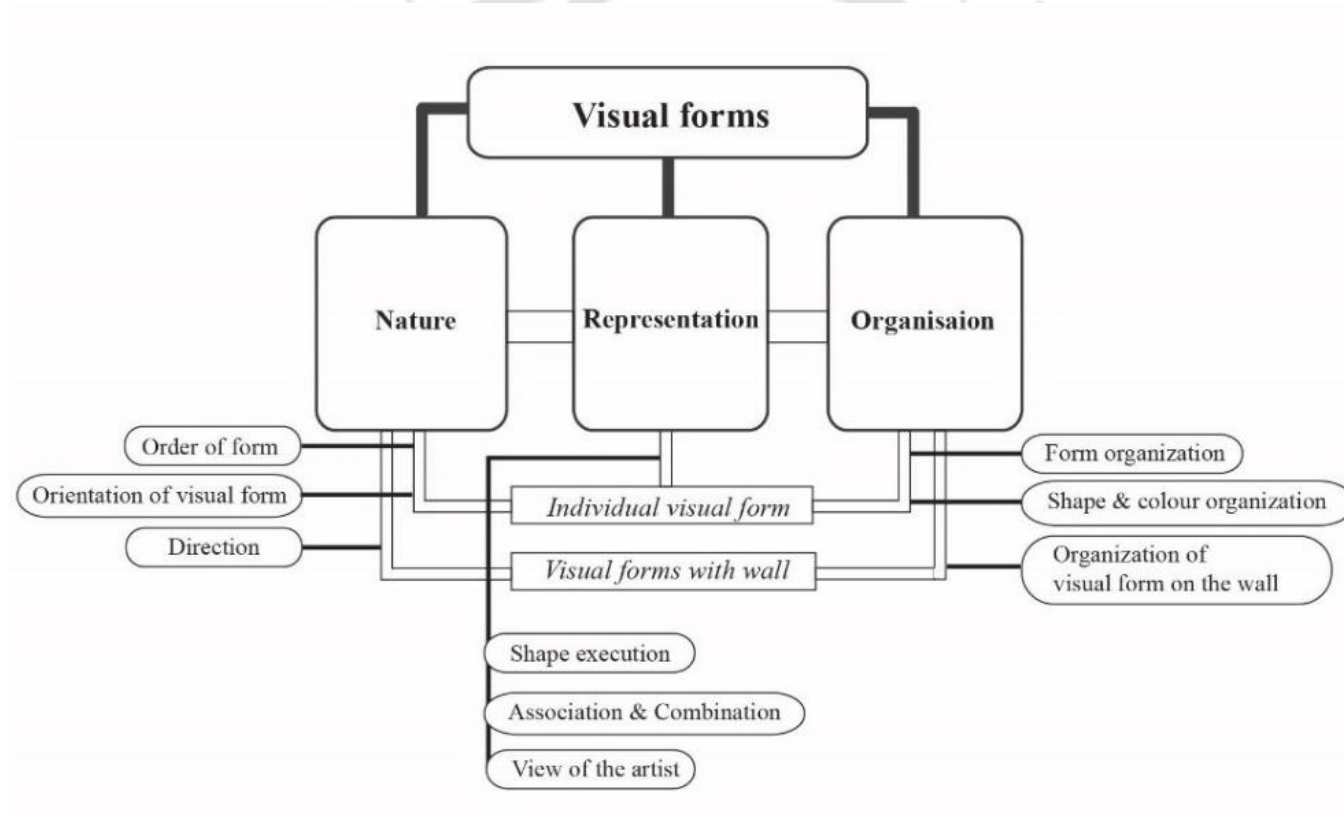 Visual forms
Nature
Representation
Organisaion
Order of form
Orientation of visual form
Direction
Individual visual form
Visual forms with wall
Form organization
Shape & colour organization
Organization of
visual form on the wall
Shape execution
Association & Combination
View of the artist